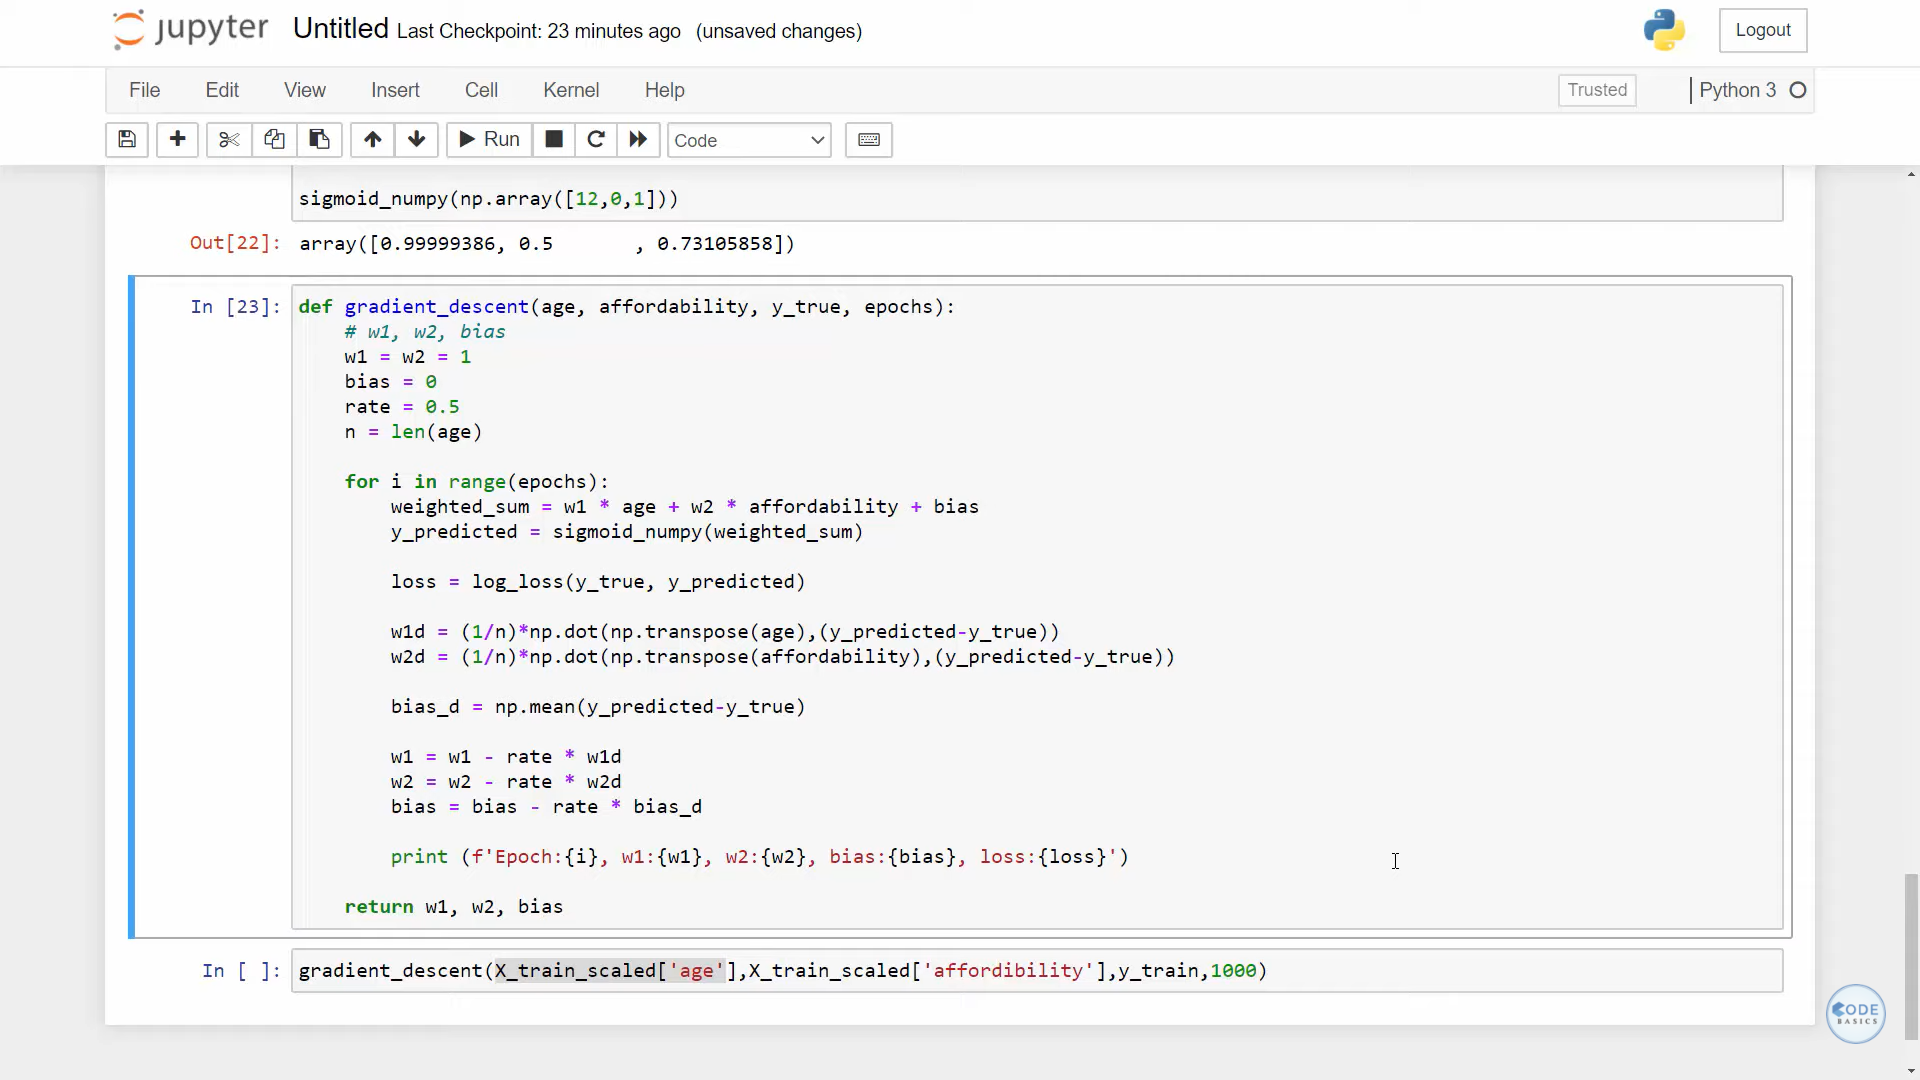 jupyter Untitled Last Checkpoint: 23 minutes ago (unsaved changes) Logout
File Edit View Insert Cell Kernel Help Trusted Python 3
Run Code
sigmoid_numpy(np.array([12,0,1]))
Out[22]: array([0.99999386, 0.5       , 0.73105858])
In [23]: def gradient_descent(age, affordability, y_true, epochs):
    # w1, w2, bias
    w1 = w2 = 1
    bias = 0
    rate = 0.5
    n = len(age)
    for i in range(epochs):
        weighted_sum = w1 * age + w2 * affordability + bias
        y_predicted = sigmoid_numpy(weighted_sum)
        loss = log_loss(y_true, y_predicted)
        w1d = (1/n)*np.dot(np.transpose(age),(y_predicted-y_true))
        w2d = (1/n)*np.dot(np.transpose(affordability),(y_predicted-y_true))
        bias_d = np.mean(y_predicted-y_true)
        w1 = w1 - rate * w1d
        w2 = w2 - rate * w2d
        bias = bias - rate * bias_d
        print (f'Epoch:{i}, w1:{w1}, w2:{w2}, bias:{bias}, loss:{loss}')
    return w1, w2, bias
In [ ]: gradient_descent(X_train_scaled['age'],X_train_scaled['affordibility'],y_train,1000)
CODE
BASICS